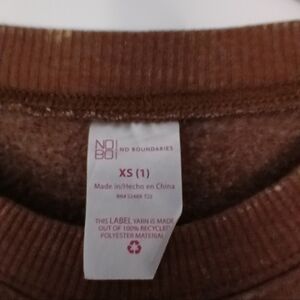 NO
BO
NO BOUNDARIES
XS (1)
Made in/Hecho en China
THIS LABEL YARN IS MADE
OUT OF 100% RECYCLED
POLYESTER MATERIAL